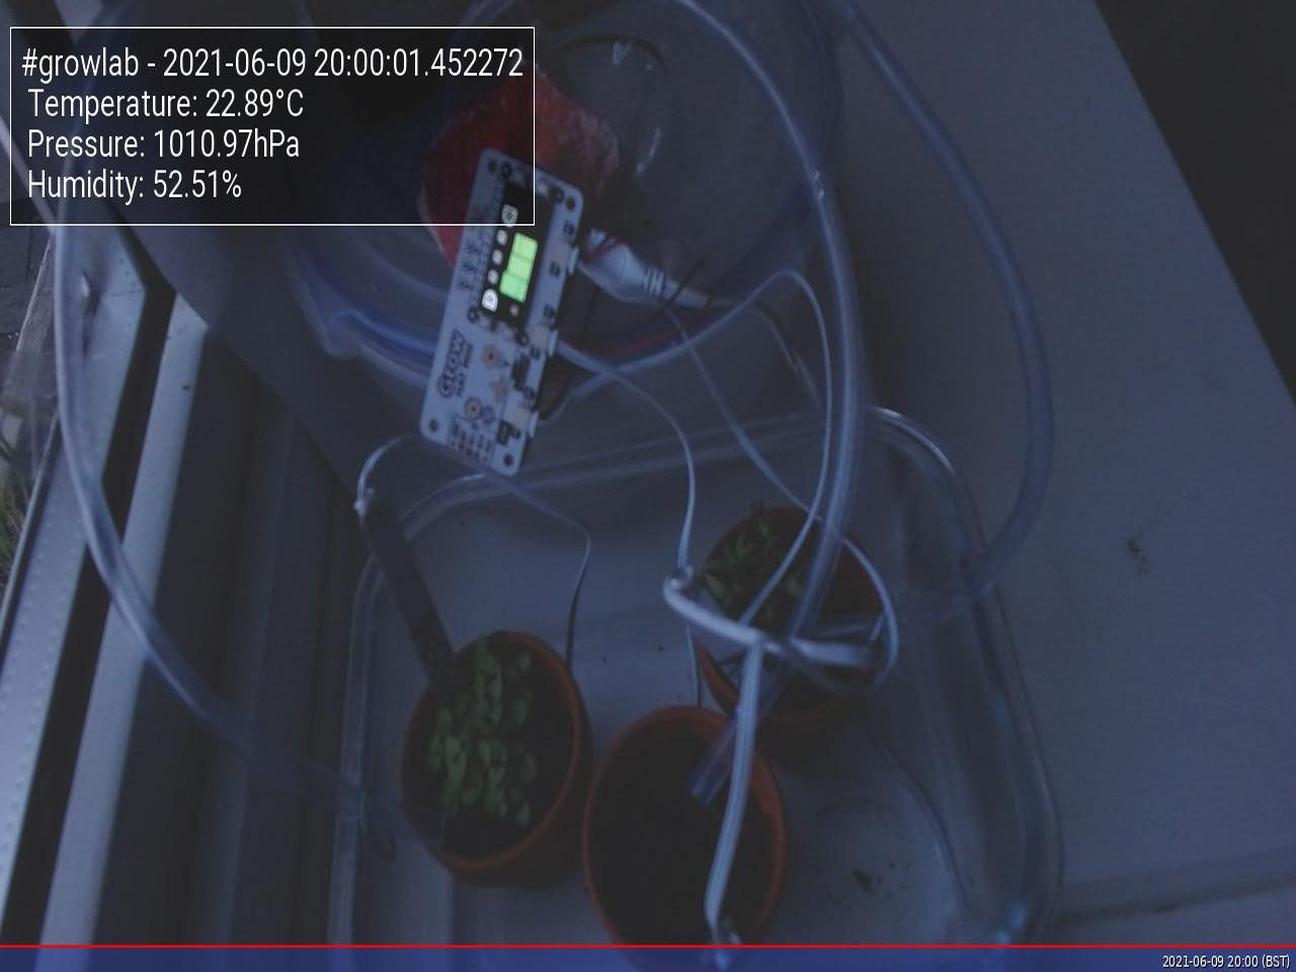 #growlab - 2021-06-09 20:00:01.452272
Temperature: 22.89°C
Pressure: 1010.97hPa
Humidity: 52.51%
GROW
2021-06-09 20:00 (BST)